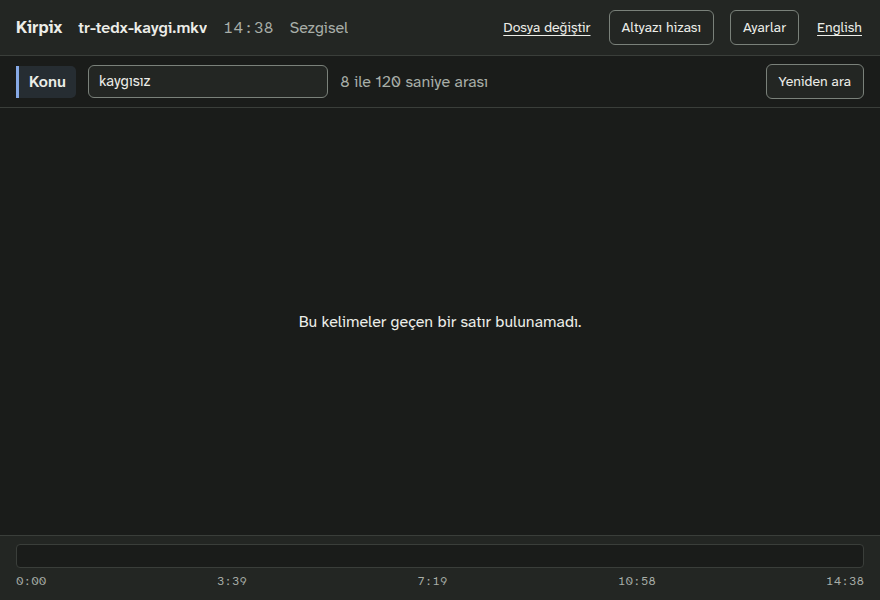 Kirpix tr-tedx-kaygi.mkv 14:38 Sezgisel Dosya değiştir Altyazı hizası Ayarlar English
Konu kaygısız 8 ile 120 saniye arası Yeniden ara
Bu kelimeler geçen bir satır bulunamadı.
0:00 3:39 7:19 10:58 14:38